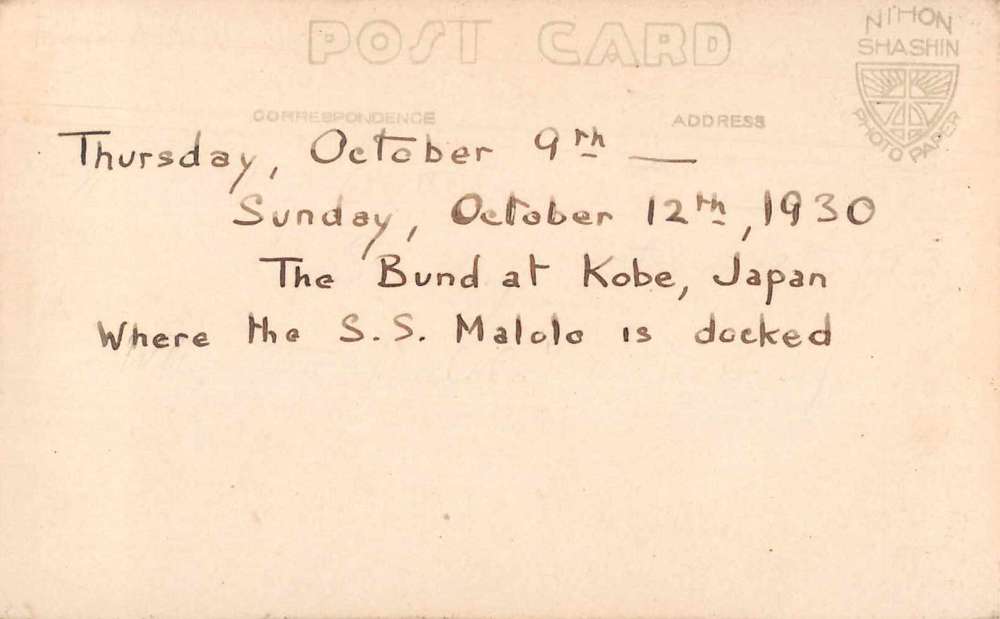 POST CARD
NIHON
SHASHIN
PHOTO PAPER
CORRESPONDENCE
ADDRESS
Thursday, October 9th —
Sunday, October 12th, 1930
The Bund at Kobe, Japan
Where the S.S. Malolo is docked